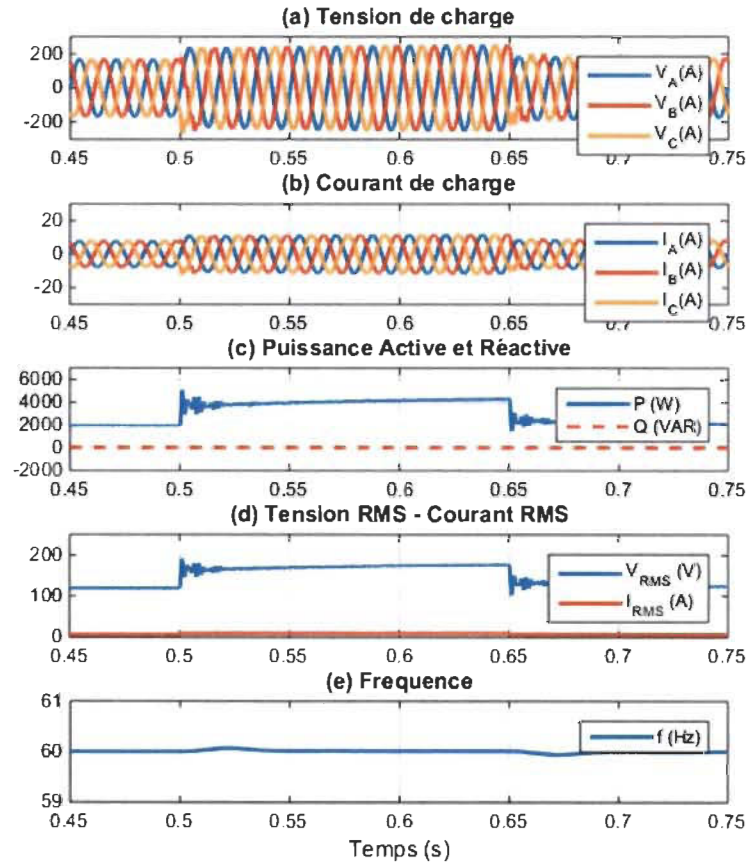 (a) Tension de charge
200
0
-200
V_A(A)
V_B(A)
V_C(A)
0.45 0.5 0.55 0.6 0.65 0.7 0.75
(b) Courant de charge
20
0
-20
I_A(A)
I_B(A)
I_C(A)
0.45 0.5 0.55 0.6 0.65 0.7 0.75
(c) Puissance Active et Réactive
6000
4000
2000
0
-2000
P (W)
Q (VAR)
0.45 0.5 0.55 0.6 0.65 0.7 0.75
(d) Tension RMS - Courant RMS
200
100
0
V_RMS (V)
I_RMS (A)
0.45 0.5 0.55 0.6 0.65 0.7 0.75
(e) Frequence
61
60
59
f (Hz)
0.45 0.5 0.55 0.6 0.65 0.7 0.75
Temps (s)